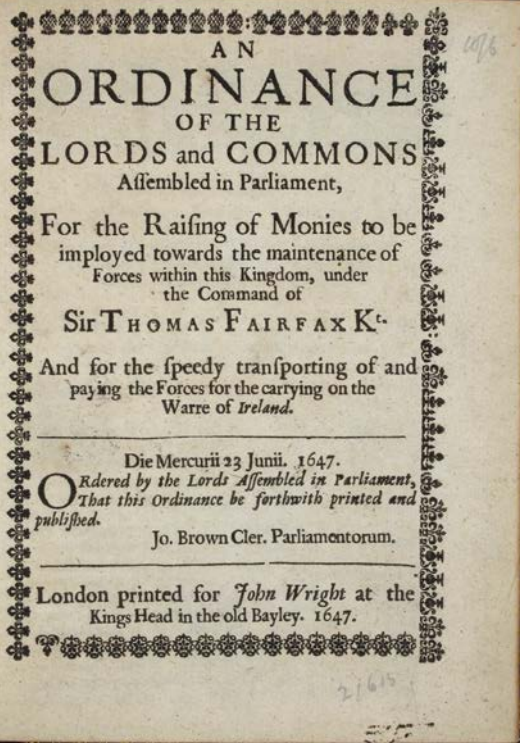 AN
ORDINANCE
OF THE
LORDS and COMMONS
Aſſembled in Parliament,
For the Raiſing of Monies to be
imployed towards the maintenance of
Forces within this Kingdom, under
the Command of
Sir THOMAS FAIRFAX Kt.
And for the ſpeedy tranſporting of and
paying the Forces for the carrying on the
Warre of Ireland.
Die Mercurii 23 Junii. 1647.
ORdered by the Lords Aſſembled in Parliament,
That this Ordinance be forthwith printed and
publiſhed.
Jo. Brown Cler. Parliamentorum.
London printed for John Wright at the
Kings Head in the old Bayley. 1647.